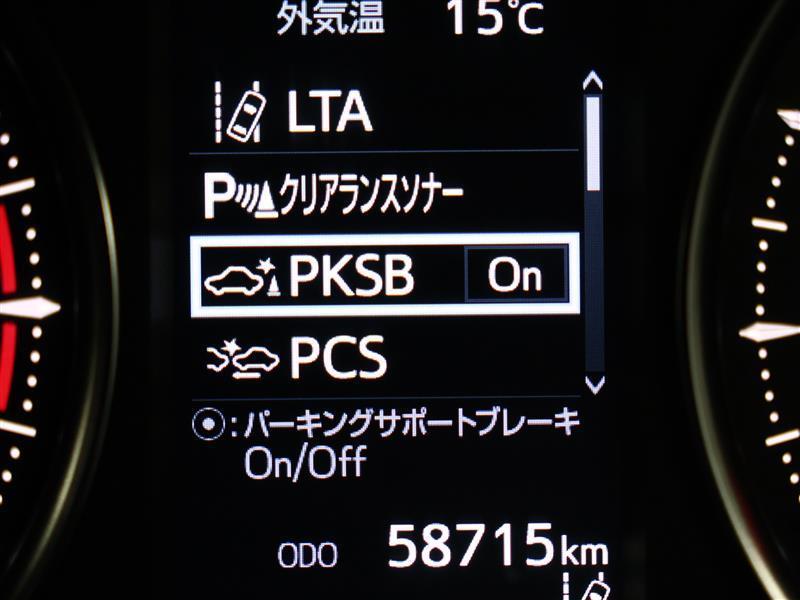 外気温 15℃
LTA
Pクリアランスソナー
PKSB On
PCS
:パーキングサポートブレーキ
On/Off
ODO 58715km